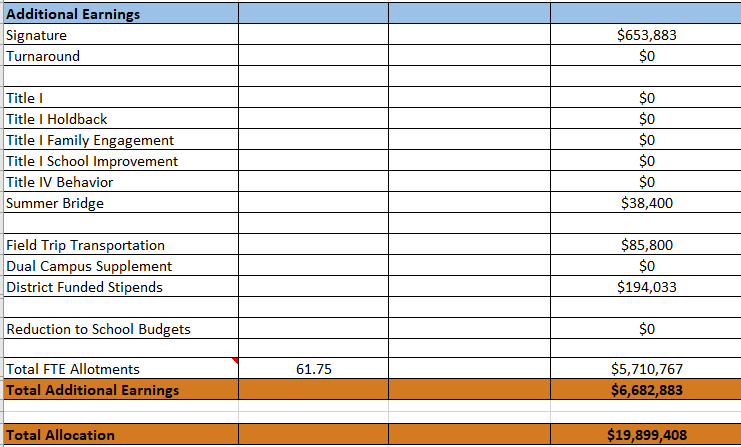 Additional Earnings
Signature $653,883
Turnaround $0
Title I $0
Title I Holdback $0
Title I Family Engagement $0
Title I School Improvement $0
Title IV Behavior $0
Summer Bridge $38,400
Field Trip Transportation $85,800
Dual Campus Supplement $0
District Funded Stipends $194,033
Reduction to School Budgets $0
Total FTE Allotments 61.75 $5,710,767
Total Additional Earnings $6,682,883
Total Allocation $19,899,408